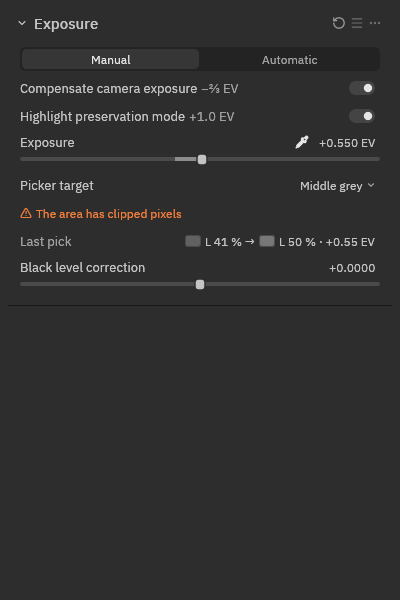 Exposure
Manual Automatic
Compensate camera exposure −⅔ EV
Highlight preservation mode +1.0 EV
Exposure +0.550 EV
Picker target Middle grey
The area has clipped pixels
Last pick L 41 % → L 50 % · +0.55 EV
Black level correction +0.0000